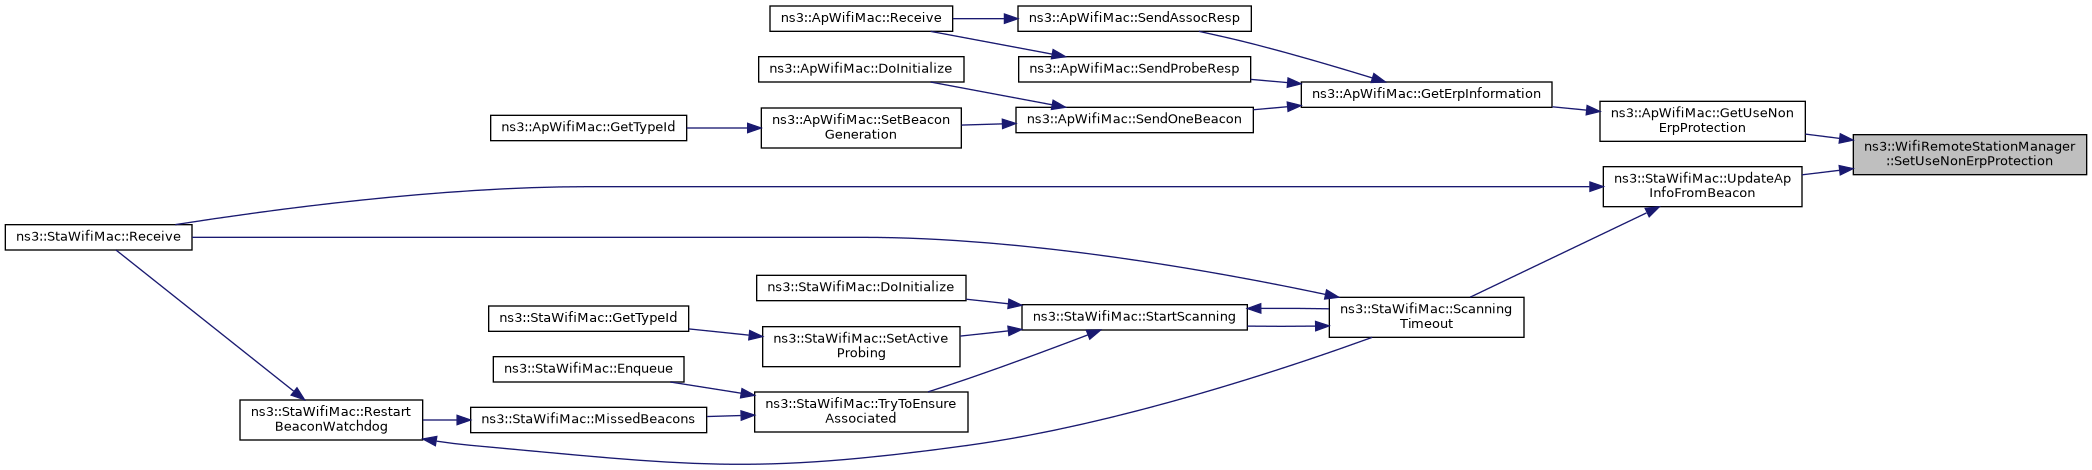 ns3::ApWifiMac::Receive
ns3::ApWifiMac::SendAssocResp
ns3::ApWifiMac::DoInitialize
ns3::ApWifiMac::SendProbeResp
ns3::ApWifiMac::GetErpInformation
ns3::ApWifiMac::GetTypeId
ns3::ApWifiMac::SetBeacon
Generation
ns3::ApWifiMac::SendOneBeacon
ns3::ApWifiMac::GetUseNon
ErpProtection
ns3::WifiRemoteStationManager
::SetUseNonErpProtection
ns3::StaWifiMac::UpdateAp
InfoFromBeacon
ns3::StaWifiMac::Receive
ns3::StaWifiMac::DoInitialize
ns3::StaWifiMac::GetTypeId
ns3::StaWifiMac::SetActive
Probing
ns3::StaWifiMac::StartScanning
ns3::StaWifiMac::Scanning
Timeout
ns3::StaWifiMac::Enqueue
ns3::StaWifiMac::Restart
BeaconWatchdog
ns3::StaWifiMac::MissedBeacons
ns3::StaWifiMac::TryToEnsure
Associated